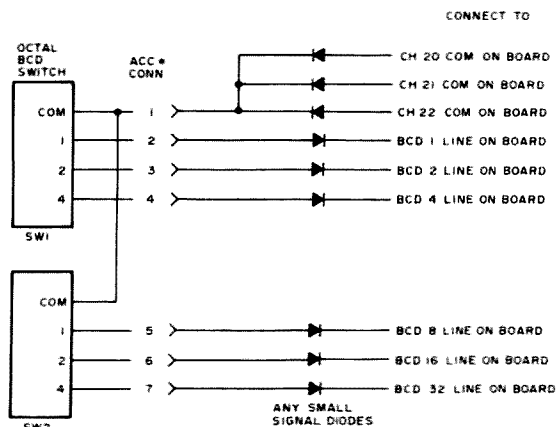 CONNECT TO
OCTAL
BCD
SWITCH
ACC *
CONN
COM 1 CH 20 COM ON BOARD
CH 21 COM ON BOARD
CH 22 COM ON BOARD
1 2 BCD 1 LINE ON BOARD
2 3 BCD 2 LINE ON BOARD
4 4 BCD 4 LINE ON BOARD
SW1
COM
1 5 BCD 8 LINE ON BOARD
2 6 BCD 16 LINE ON BOARD
4 7 BCD 32 LINE ON BOARD
SW2
ANY SMALL
SIGNAL DIODES